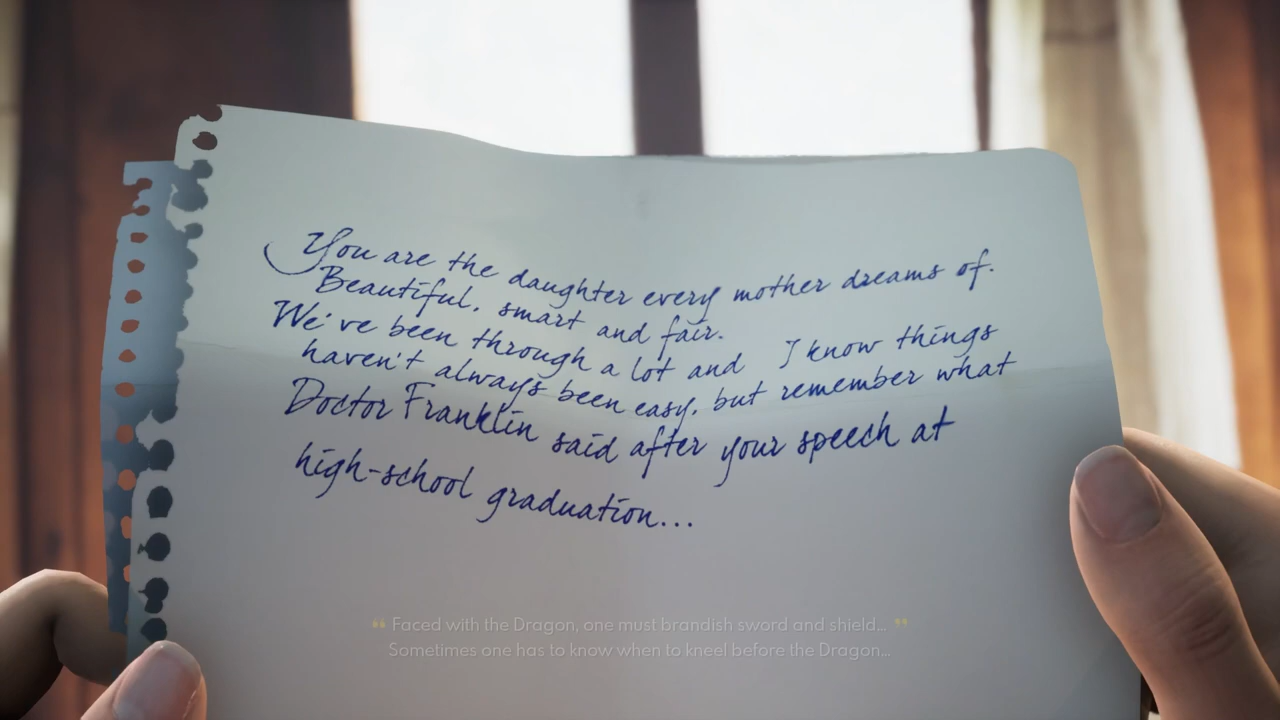 You are the daughter every mother dreams of.
Beautiful, smart and fair.
We've been through a lot and I know things
haven't always been easy, but remember what
Doctor Franklin said after your speech at
high-school graduation...
“ Faced with the Dragon, one must brandish sword and shield... ”
Sometimes one has to know when to kneel before the Dragon...